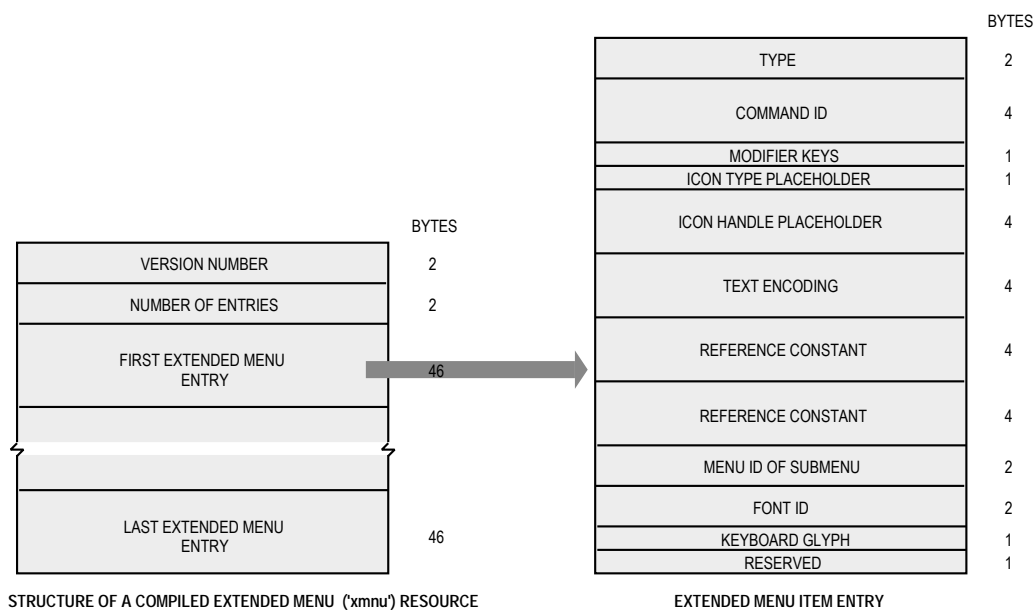 BYTES
VERSION NUMBER 2
NUMBER OF ENTRIES 2
FIRST EXTENDED MENU
ENTRY
46
LAST EXTENDED MENU
ENTRY
46
STRUCTURE OF A COMPILED EXTENDED MENU ('xmnu') RESOURCE
BYTES
TYPE 2
COMMAND ID 4
MODIFIER KEYS 1
ICON TYPE PLACEHOLDER 1
ICON HANDLE PLACEHOLDER 4
TEXT ENCODING 4
REFERENCE CONSTANT 4
REFERENCE CONSTANT 4
MENU ID OF SUBMENU 2
FONT ID 2
KEYBOARD GLYPH 1
RESERVED 1
EXTENDED MENU ITEM ENTRY